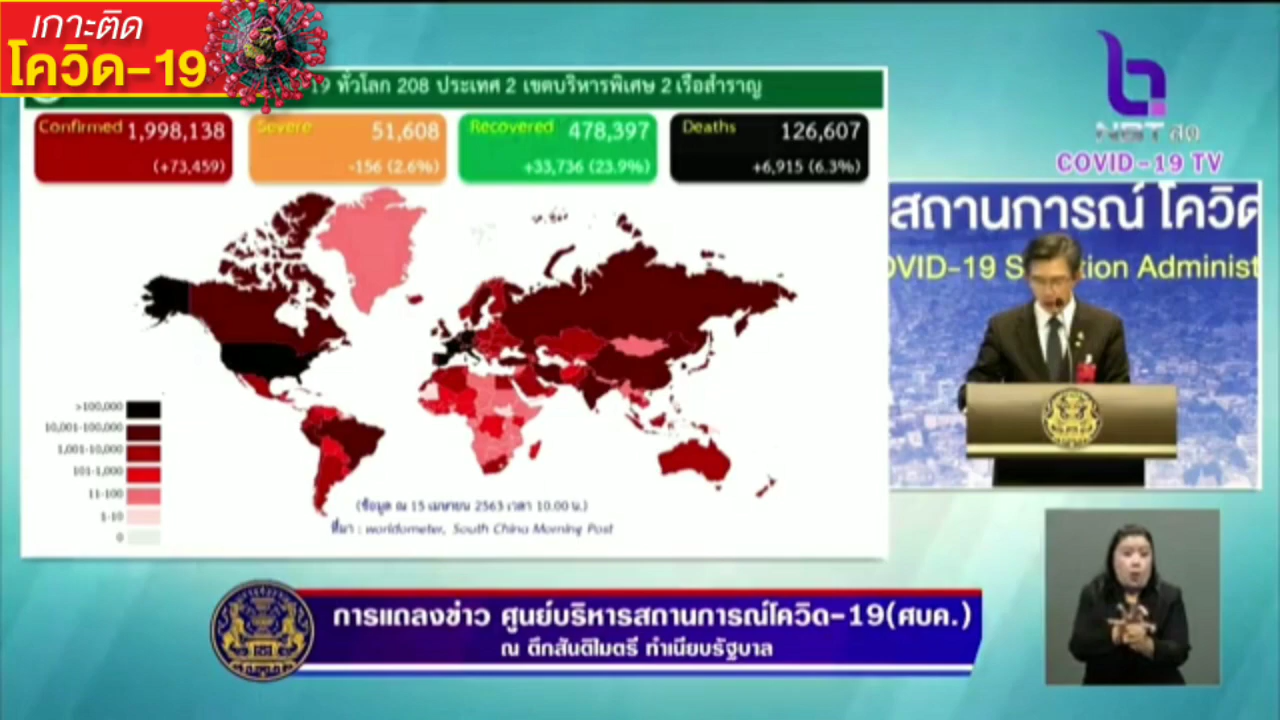 เกาะติด
โควิด-19
19 ทั่วโลก 208 ประเทศ 2 เขตบริหารพิเศษ 2 เรือสำราญ
Confirmed 1,998,138
(+73,459)
Severe 51,608
-156 (2.6%)
Recovered 478,397
+33,736 (23.9%)
Deaths 126,607
+6,915 (6.3%)
NBT สด
COVID-19 TV
สถานการณ์ โควิด
OVID-19 S tion Administ
>100,000
10,001-100,000
1,001-10,000
101-1,000
11-100
1-10
0
(ข้อมูล ณ 15 เมษายน 2563 เวลา 10.00 น.)
ที่มา : worldometer, South China Morning Post
การแถลงข่าว ศูนย์บริหารสถานการณ์โควิด-19(ศบค.)
ณ ตึกสันติไมตรี ทำเนียบรัฐบาล